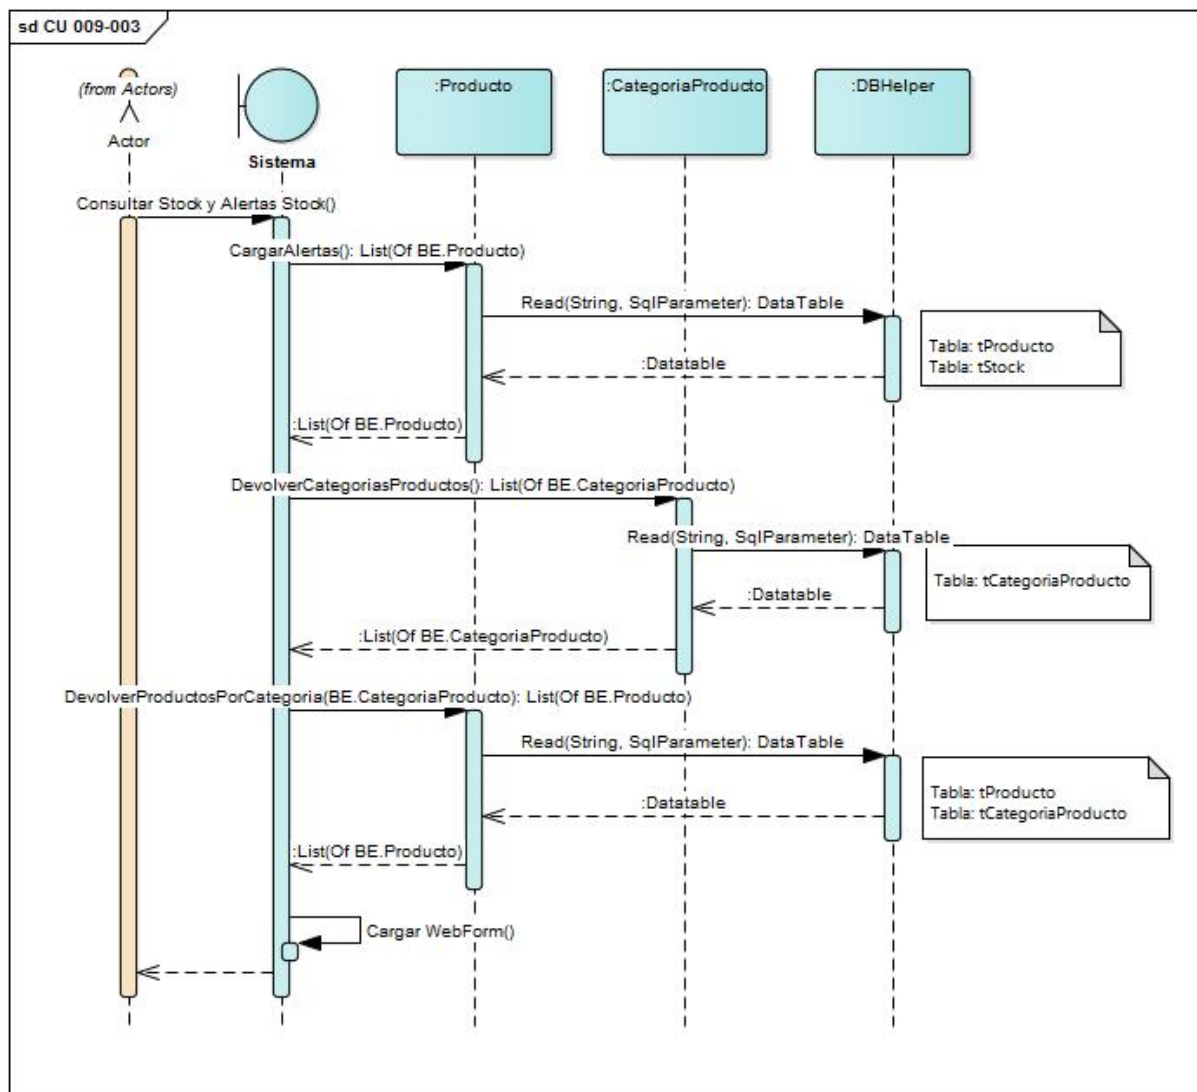 sd CU 009-003
(from Actors)
Actor
Sistema
:Producto
:CategoriaProducto
:DBHelper
Consultar Stock y Alertas Stock()
CargarAlertas(): List(Of BE.Producto)
Read(String, SqlParameter): DataTable
Tabla: tProducto
Tabla: tStock
:Datatable
:List(Of BE.Producto)
DevolverCategoriasProductos(): List(Of BE.CategoriaProducto)
Read(String, SqlParameter): DataTable
Tabla: tCategoriaProducto
:Datatable
:List(Of BE.CategoriaProducto)
DevolverProductosPorCategoria(BE.CategoriaProducto): List(Of BE.Producto)
Read(String, SqlParameter): DataTable
Tabla: tProducto
Tabla: tCategoriaProducto
:Datatable
:List(Of BE.Producto)
Cargar WebForm()